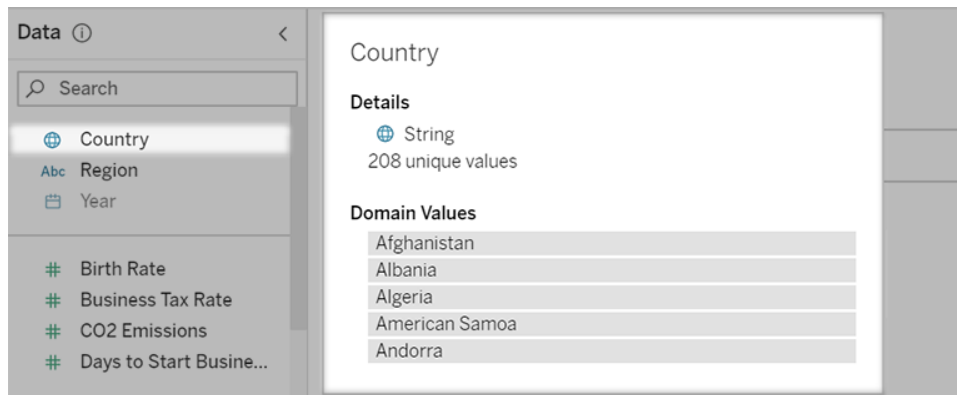 Data
Search
Country
Abc Region
Year
# Birth Rate
# Business Tax Rate
# CO2 Emissions
# Days to Start Busine...
Country
Details
String
208 unique values
Domain Values
Afghanistan
Albania
Algeria
American Samoa
Andorra